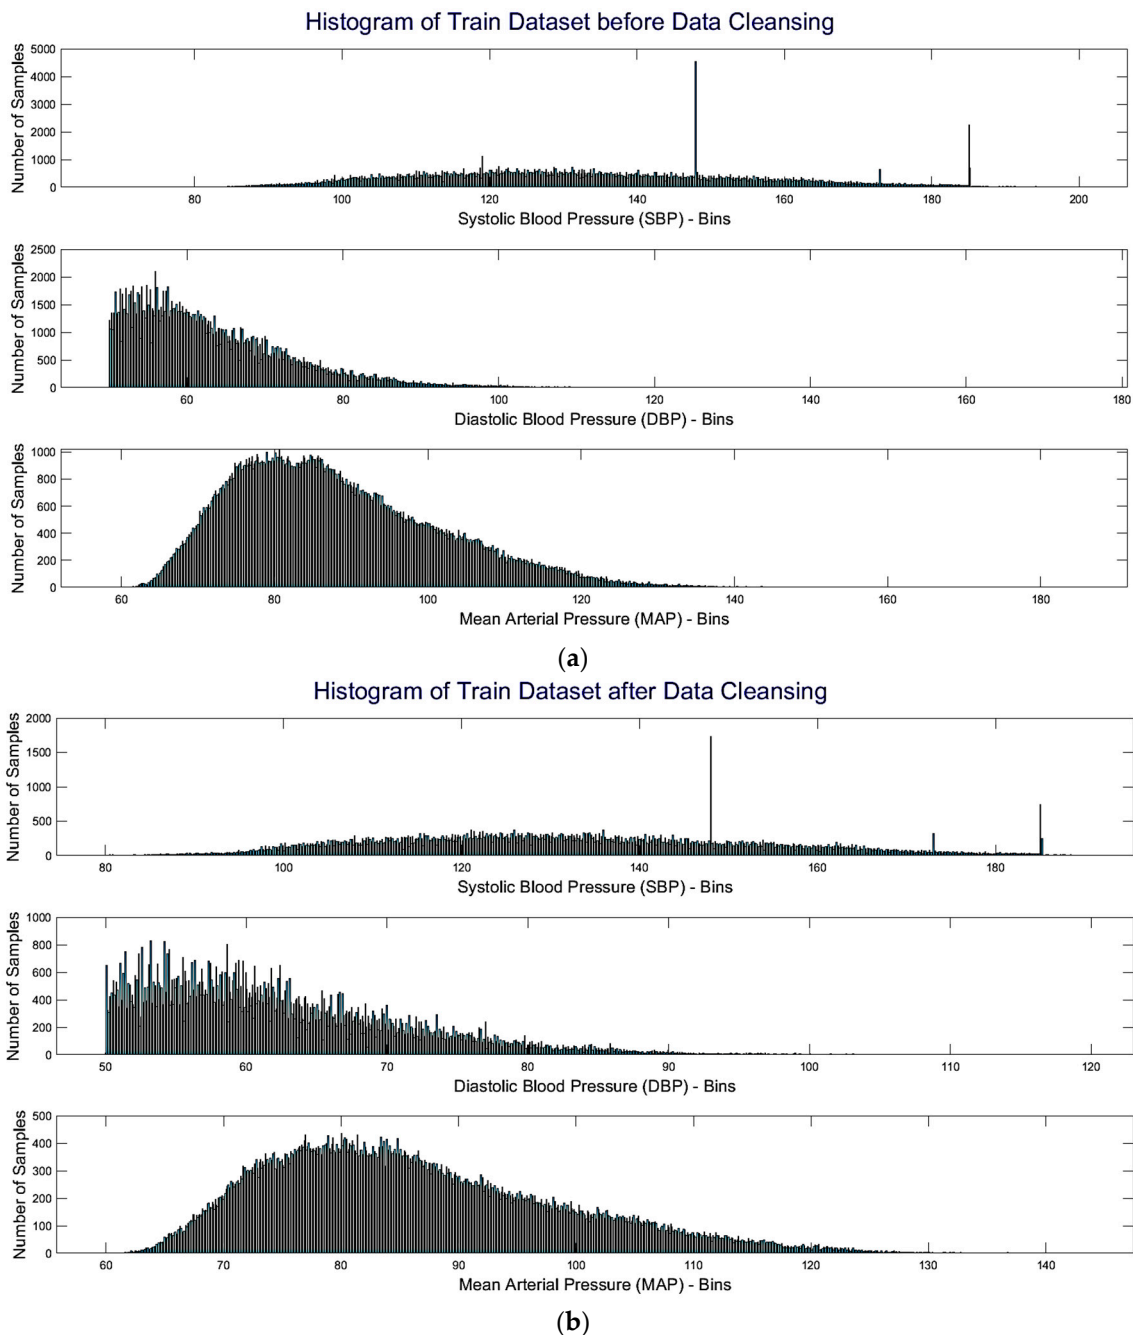 Histogram of Train Dataset before Data Cleansing
Number of Samples
5000
4000
3000
2000
1000
0
80 100 120 140 160 180 200
Systolic Blood Pressure (SBP) - Bins
Number of Samples
2500
2000
1500
1000
500
0
60 80 100 120 140 160 180
Diastolic Blood Pressure (DBP) - Bins
Number of Samples
1000
800
600
400
200
0
60 80 100 120 140 160 180
Mean Arterial Pressure (MAP) - Bins
(a)
Histogram of Train Dataset after Data Cleansing
Number of Samples
2000
1500
1000
500
0
80 100 120 140 160 180
Systolic Blood Pressure (SBP) - Bins
Number of Samples
1000
800
600
400
200
0
50 60 70 80 90 100 110 120
Diastolic Blood Pressure (DBP) - Bins
Number of Samples
500
400
300
200
100
0
60 70 80 90 100 110 120 130 140
Mean Arterial Pressure (MAP) - Bins
(b)